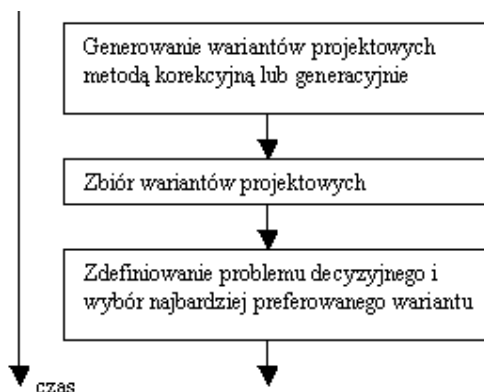 Generowanie wariantów projektowych
metodą korekcyjną lub generacyjnie
Zbiór wariantów projektowych
Zdefiniowanie problemu decyzyjnego i
wybór najbardziej preferowanego wariantu
czas